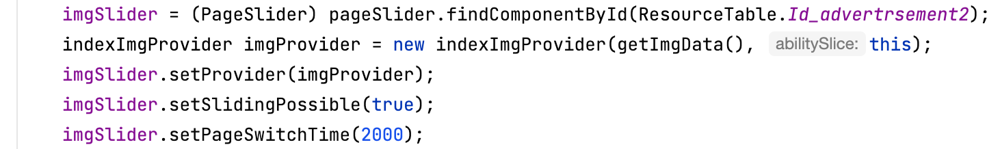 imgSlider = (PageSlider) pageSlider.findComponentById(ResourceTable.Id_advertrsement2);
indexImgProvider imgProvider = new indexImgProvider(getImgData(), abilitySlice: this);
imgSlider.setProvider(imgProvider);
imgSlider.setSlidingPossible(true);
imgSlider.setPageSwitchTime(2000);